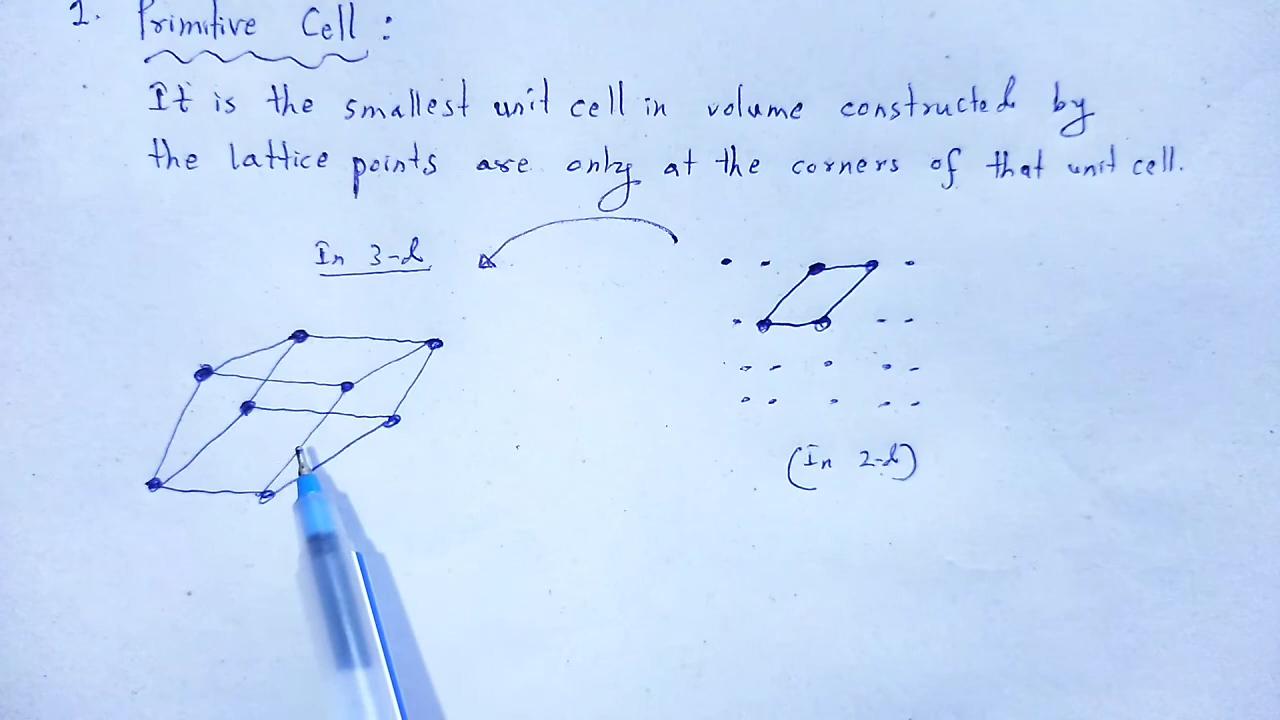 1. Primitive Cell :
It is the smallest unit cell in volume constructed by
the lattice points are only at the corners of that unit cell.
In 3-d
(In 2-d)